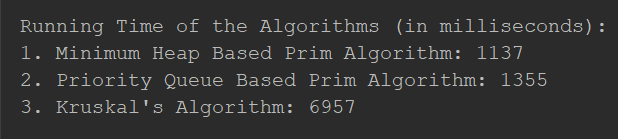 Running Time of the Algorithms (in milliseconds):
1. Minimum Heap Based Prim Algorithm: 1137
2. Priority Queue Based Prim Algorithm: 1355
3. Kruskal's Algorithm: 6957